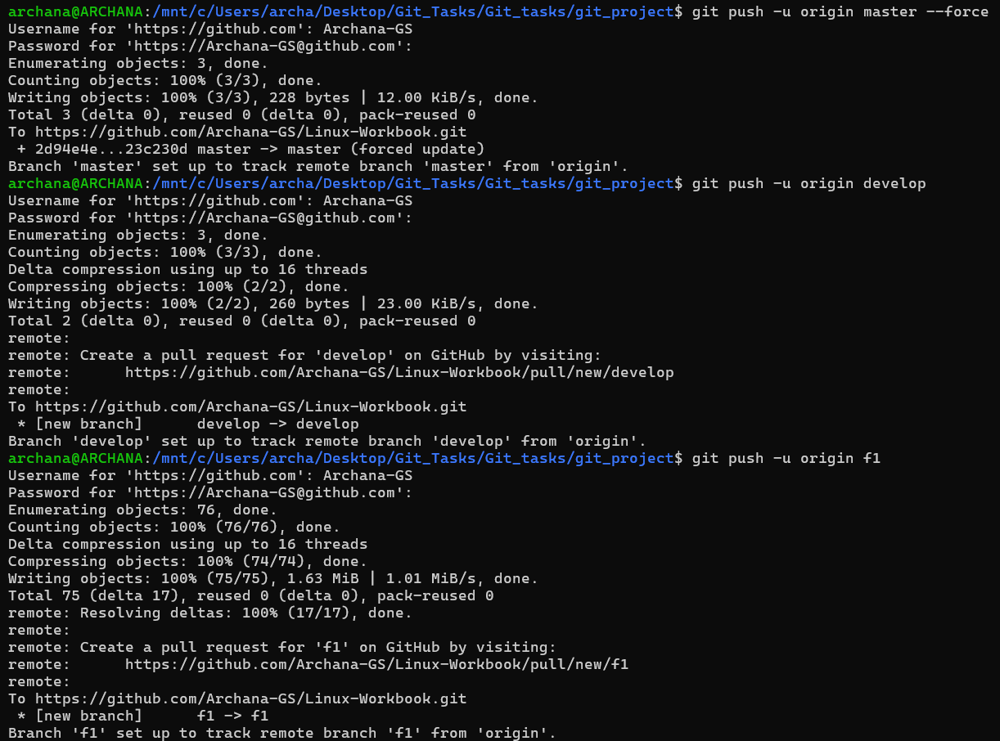 archana@ARCHANA:/mnt/c/Users/archa/Desktop/Git_Tasks/Git_tasks/git_project$ git push -u origin master --force
Username for 'https://github.com': Archana-GS
Password for 'https://Archana-GS@github.com':
Enumerating objects: 3, done.
Counting objects: 100% (3/3), done.
Writing objects: 100% (3/3), 228 bytes | 12.00 KiB/s, done.
Total 3 (delta 0), reused 0 (delta 0), pack-reused 0
To https://github.com/Archana-GS/Linux-Workbook.git
 + 2d94e4e...23c230d master -> master (forced update)
Branch 'master' set up to track remote branch 'master' from 'origin'.
archana@ARCHANA:/mnt/c/Users/archa/Desktop/Git_Tasks/Git_tasks/git_project$ git push -u origin develop
Username for 'https://github.com': Archana-GS
Password for 'https://Archana-GS@github.com':
Enumerating objects: 3, done.
Counting objects: 100% (3/3), done.
Delta compression using up to 16 threads
Compressing objects: 100% (2/2), done.
Writing objects: 100% (2/2), 260 bytes | 23.00 KiB/s, done.
Total 2 (delta 0), reused 0 (delta 0), pack-reused 0
remote:
remote: Create a pull request for 'develop' on GitHub by visiting:
remote:      https://github.com/Archana-GS/Linux-Workbook/pull/new/develop
remote:
To https://github.com/Archana-GS/Linux-Workbook.git
 * [new branch]      develop -> develop
Branch 'develop' set up to track remote branch 'develop' from 'origin'.
archana@ARCHANA:/mnt/c/Users/archa/Desktop/Git_Tasks/Git_tasks/git_project$ git push -u origin f1
Username for 'https://github.com': Archana-GS
Password for 'https://Archana-GS@github.com':
Enumerating objects: 76, done.
Counting objects: 100% (76/76), done.
Delta compression using up to 16 threads
Compressing objects: 100% (74/74), done.
Writing objects: 100% (75/75), 1.63 MiB | 1.01 MiB/s, done.
Total 75 (delta 17), reused 0 (delta 0), pack-reused 0
remote: Resolving deltas: 100% (17/17), done.
remote:
remote: Create a pull request for 'f1' on GitHub by visiting:
remote:      https://github.com/Archana-GS/Linux-Workbook/pull/new/f1
remote:
To https://github.com/Archana-GS/Linux-Workbook.git
 * [new branch]      f1 -> f1
Branch 'f1' set up to track remote branch 'f1' from 'origin'.